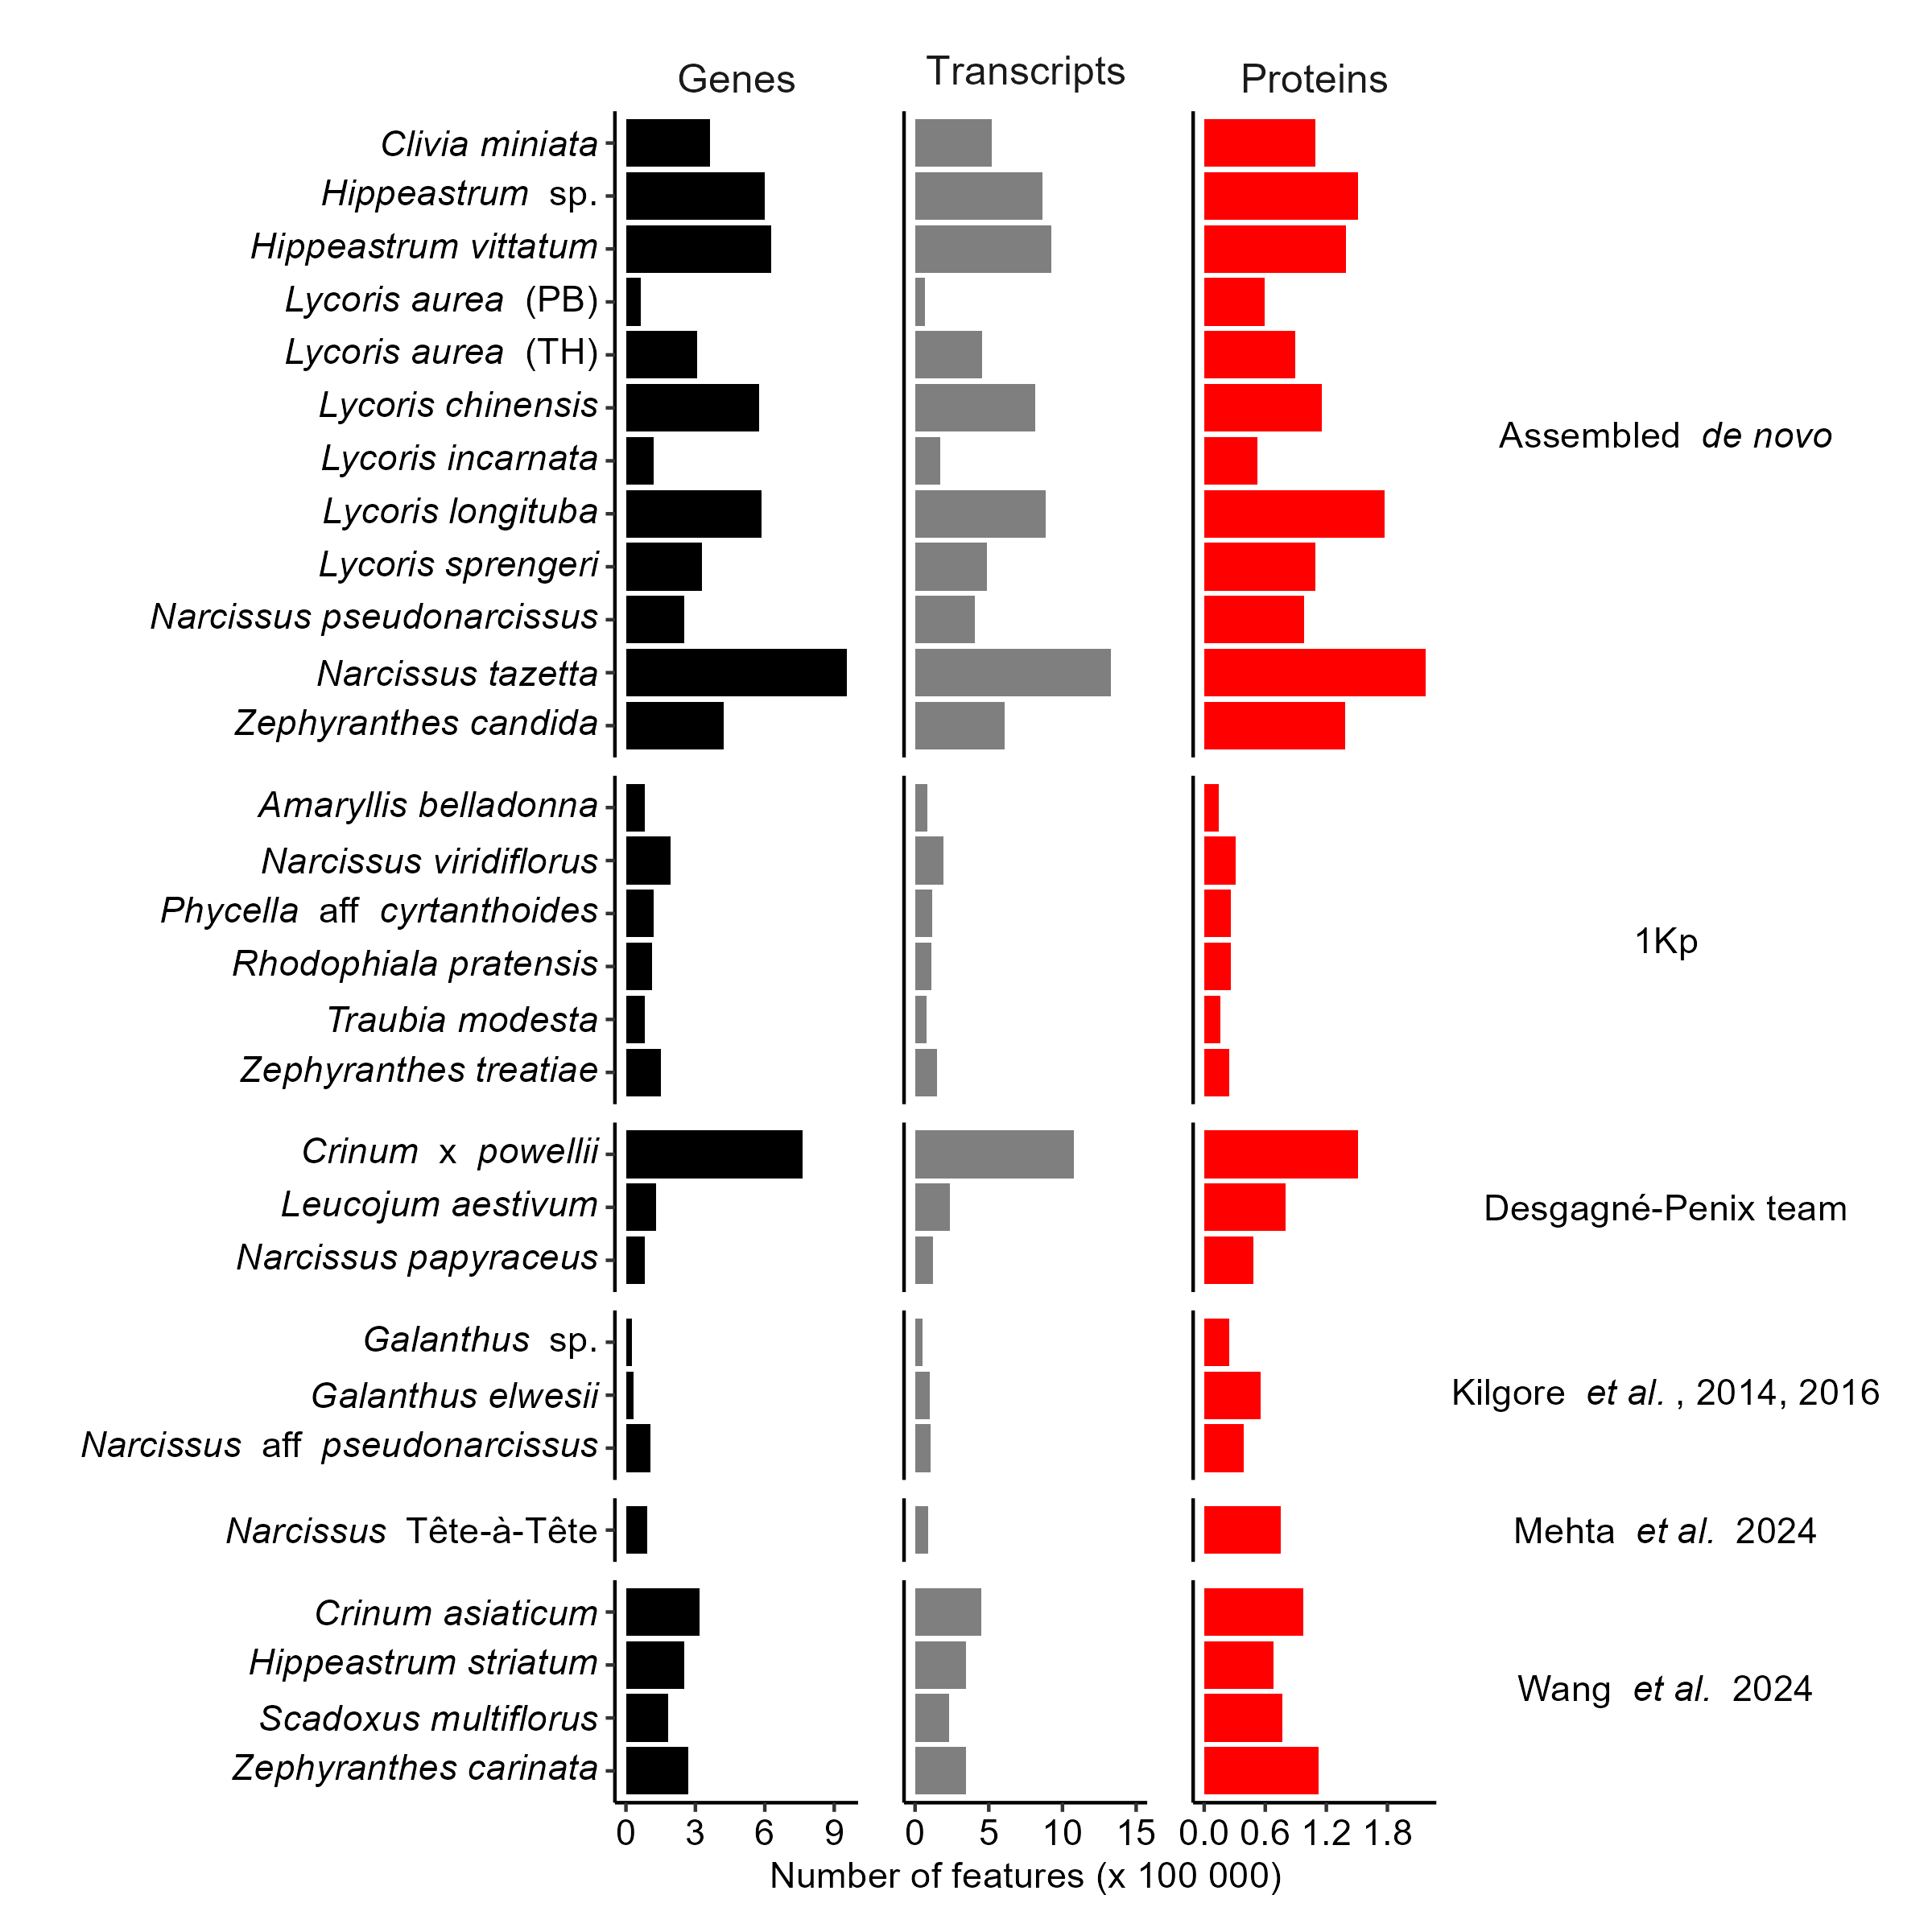 Genes
Transcripts
Proteins
Clivia miniata
Hippeastrum sp.
Hippeastrum vittatum
Lycoris aurea (PB)
Lycoris aurea (TH)
Lycoris chinensis
Lycoris incarnata
Lycoris longituba
Lycoris sprengeri
Narcissus pseudonarcissus
Narcissus tazetta
Zephyranthes candida
Assembled de novo
Amaryllis belladonna
Narcissus viridiflorus
Phycella aff cyrtanthoides
Rhodophiala pratensis
Traubia modesta
Zephyranthes treatiae
1Kp
Crinum x powellii
Leucojum aestivum
Narcissus papyraceus
Desgagné-Penix team
Galanthus sp.
Galanthus elwesii
Narcissus aff pseudonarcissus
Kilgore et al. , 2014, 2016
Narcissus Tête-à-Tête
Mehta et al. 2024
Crinum asiaticum
Hippeastrum striatum
Scadoxus multiflorus
Zephyranthes carinata
Wang et al. 2024
0 3 6 9
0 5 10 15
0.0 0.6 1.2 1.8
Number of features (x 100 000)